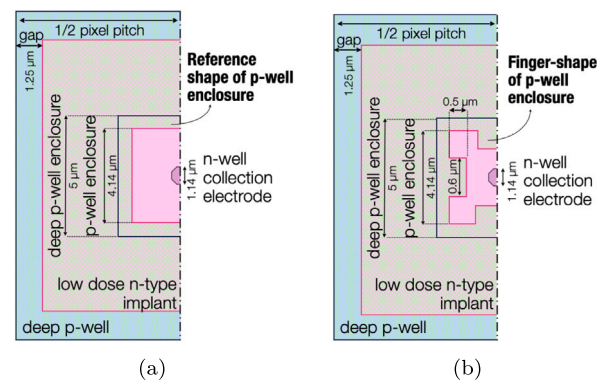 1/2 pixel pitch
gap
1.25 µm
Reference
shape of p-well
enclosure
deep p-well enclosure
5 µm
p-well enclosure
4.14 µm
1.14 µm
n-well
collection
electrode
low dose n-type
implant
deep p-well
(a)
1/2 pixel pitch
gap
1.25 µm
Finger-shape
of p-well
enclosure
0.5 µm
deep p-well enclosure
5 µm
p-well enclosure
4.14 µm
0.6 µm
1.14 µm
n-well
collection
electrode
low dose n-type
implant
deep p-well
(b)